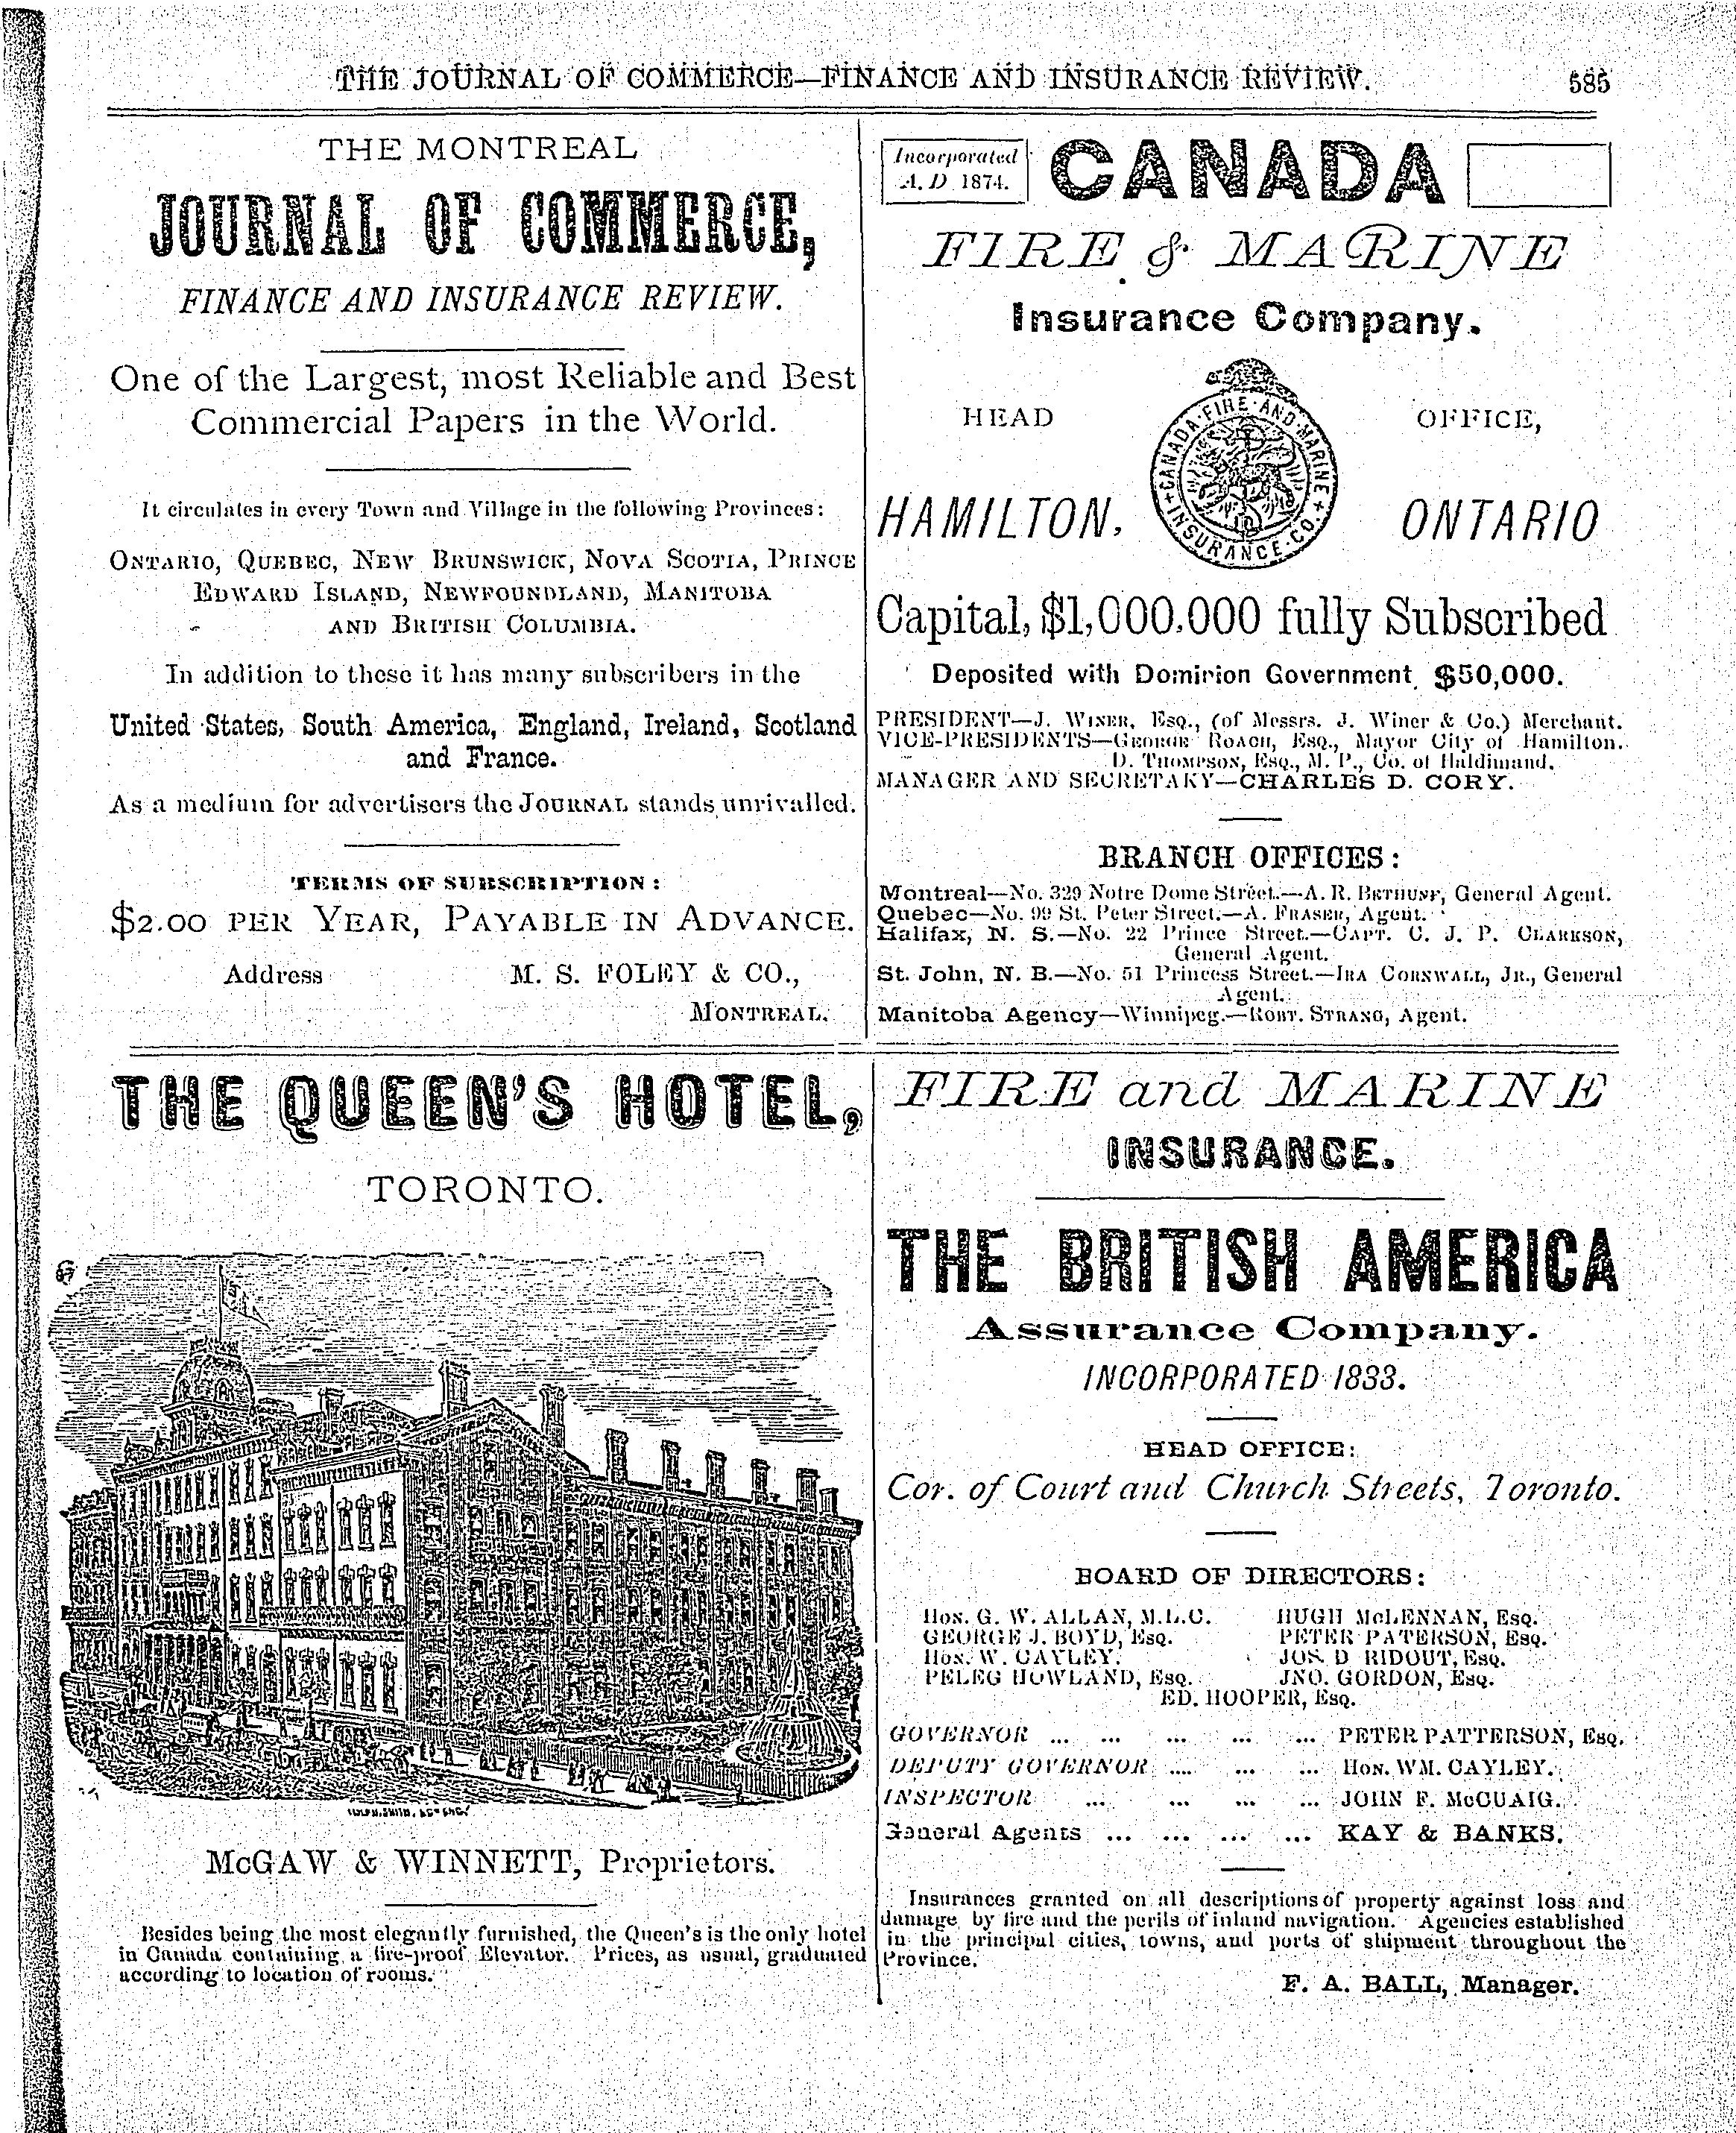 THE JOURNAL OF COMMERCE—FINANCE AND INSURANCE REVIEW. 585
THE MONTREAL
JOURNAL OF COMMERCE,
FINANCE AND INSURANCE REVIEW.
One of the Largest, most Reliable and Best
Commercial Papers in the World.
It circulates in every Town and Village in the following Provinces:
ONTARIO, QUEBEC, NEW BRUNSWICK, NOVA SCOTIA, PRINCE
EDWARD ISLAND, NEWFOUNDLAND, MANITOBA
AND BRITISH COLUMBIA.
In addition to these it has many subscribers in the
United States, South America, England, Ireland, Scotland
and France.
As a medium for advertisers the JOURNAL stands unrivalled.
TERMS OF SUBSCRIPTION:
$2.00 PER YEAR, PAYABLE IN ADVANCE.
Address M. S. FOLEY & CO.,
MONTREAL.
Incorporated
A. D 1874.
CANADA
FIRE & MARINE
Insurance Company.
HEAD OFFICE,
CANADA FIRE AND MARINE INSURANCE CO.
HAMILTON, ONTARIO
Capital, $1,000,000 fully Subscribed
Deposited with Dominion Government $50,000.
PRESIDENT—J. WINER, Esq., (of Messrs. J. Winer & Co.) Merchant.
VICE-PRESIDENTS—GEORGE ROACH, Esq., Mayor City of Hamilton.
D. THOMPSON, Esq., M. P., Co. of Haldimand.
MANAGER AND SECRETARY—CHARLES D. CORY.
BRANCH OFFICES:
Montreal—No. 329 Notre Dome Street.—A. R. BETHUNE, General Agent.
Quebec—No. 99 St. Peter Street.—A. FRASER, Agent.
Halifax, N. S.—No. 22 Prince Street.—CAPT. C. J. P. CLARKSON,
General Agent.
St. John, N. B.—No. 51 Princess Street.—IRA CORNWALL, JR., General
Agent.
Manitoba Agency—Winnipeg.—ROBT. STRANG, Agent.
THE QUEEN'S HOTEL,
TORONTO.
McGAW & WINNETT, Proprietors.
Besides being the most elegantly furnished, the Queen's is the only hotel
in Canada containing a fire-proof Elevator. Prices, as usual, graduated
according to location of rooms.
FIRE and MARINE
INSURANCE.
THE BRITISH AMERICA
Assurance Company.
INCORPORATED 1833.
HEAD OFFICE:
Cor. of Court and Church Streets, Toronto.
BOARD OF DIRECTORS:
HON. G. W. ALLAN, M.L.C. HUGH McLENNAN, Esq.
GEORGE J. BOYD, Esq. PETER PATERSON, Esq.
HON. W. CAYLEY. JOS. D RIDOUT, Esq.
PELEG HOWLAND, Esq. JNO. GORDON, Esq.
ED. HOOPER, Esq.
GOVERNOR ... ... ... ... ... PETER PATTERSON, Esq.
DEPUTY GOVERNOR .... ... ... HON. WM. CAYLEY.
INSPECTOR ... ... ... ... JOHN F. McCUAIG.
General Agents ... ... ... ... KAY & BANKS.
Insurances granted on all descriptions of property against loss and
damage by fire and the perils of inland navigation. Agencies established
in the principal cities, towns, and ports of shipment throughout the
Province.
F. A. BALL, Manager.